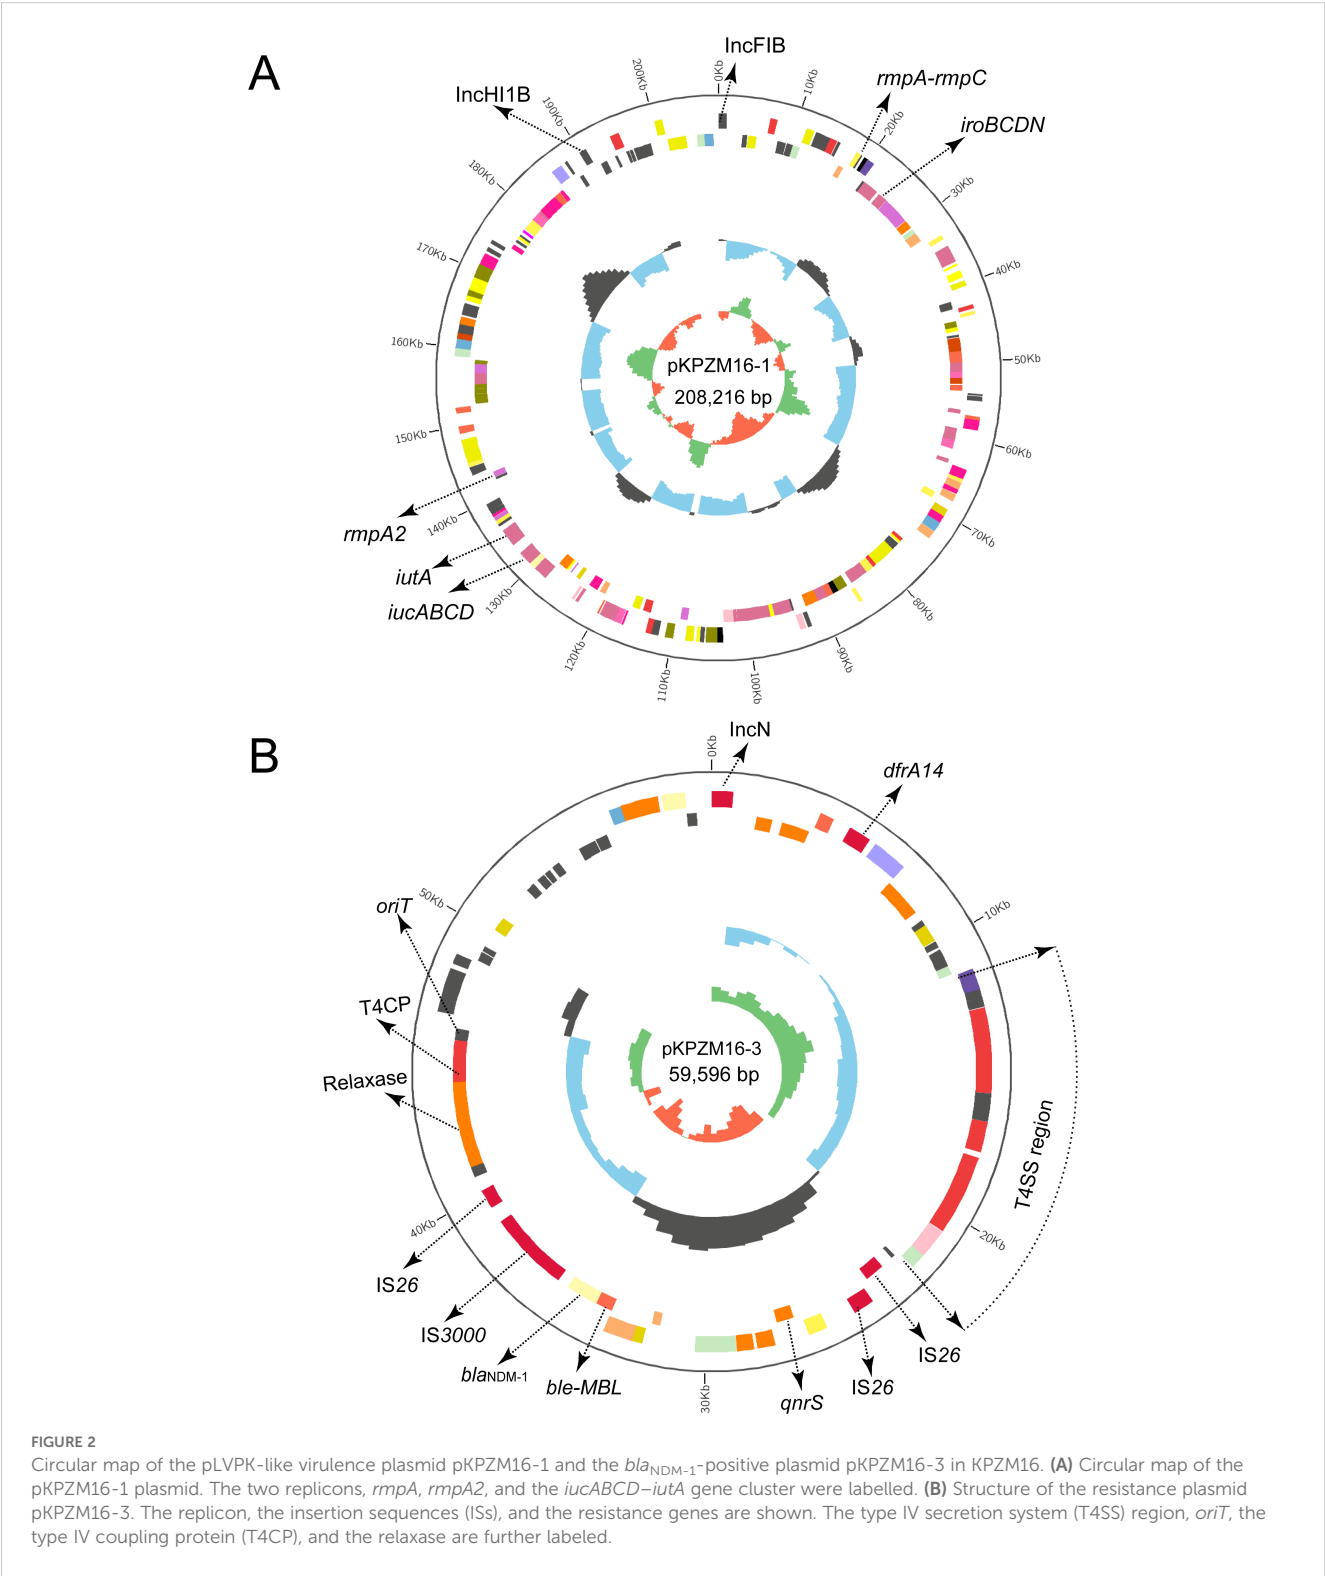 A
IncFIB
rmpA-rmpC
IncHI1B
iroBCDN
0Kb
10Kb
20Kb
30Kb
40Kb
50Kb
60Kb
70Kb
80Kb
90Kb
100Kb
110Kb
120Kb
130Kb
140Kb
150Kb
160Kb
170Kb
180Kb
190Kb
200Kb
pKPZM16-1
208,216 bp
rmpA2
iutA
iucABCD
B
IncN
dfrA14
0Kb
10Kb
20Kb
30Kb
40Kb
50Kb
oriT
T4CP
Relaxase
pKPZM16-3
59,596 bp
T4SS region
IS26
IS3000
blaNDM-1
ble-MBL
qnrS
IS26
IS26
FIGURE 2
Circular map of the pLVPK-like virulence plasmid pKPZM16-1 and the blaNDM-1-positive plasmid pKPZM16-3 in KPZM16. (A) Circular map of the
pKPZM16-1 plasmid. The two replicons, rmpA, rmpA2, and the iucABCD–iutA gene cluster were labelled. (B) Structure of the resistance plasmid
pKPZM16-3. The replicon, the insertion sequences (ISs), and the resistance genes are shown. The type IV secretion system (T4SS) region, oriT, the
type IV coupling protein (T4CP), and the relaxase are further labeled.